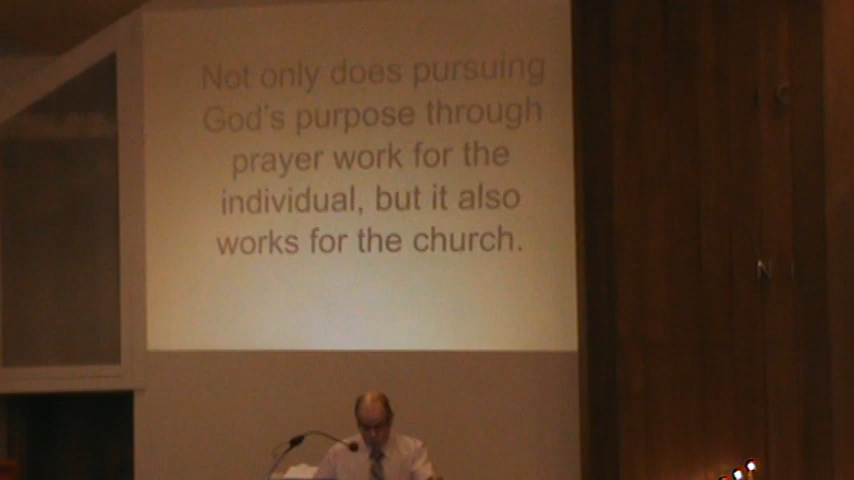 Not only does pursuing
God's purpose through
prayer work for the
individual, but it also
works for the church.
N